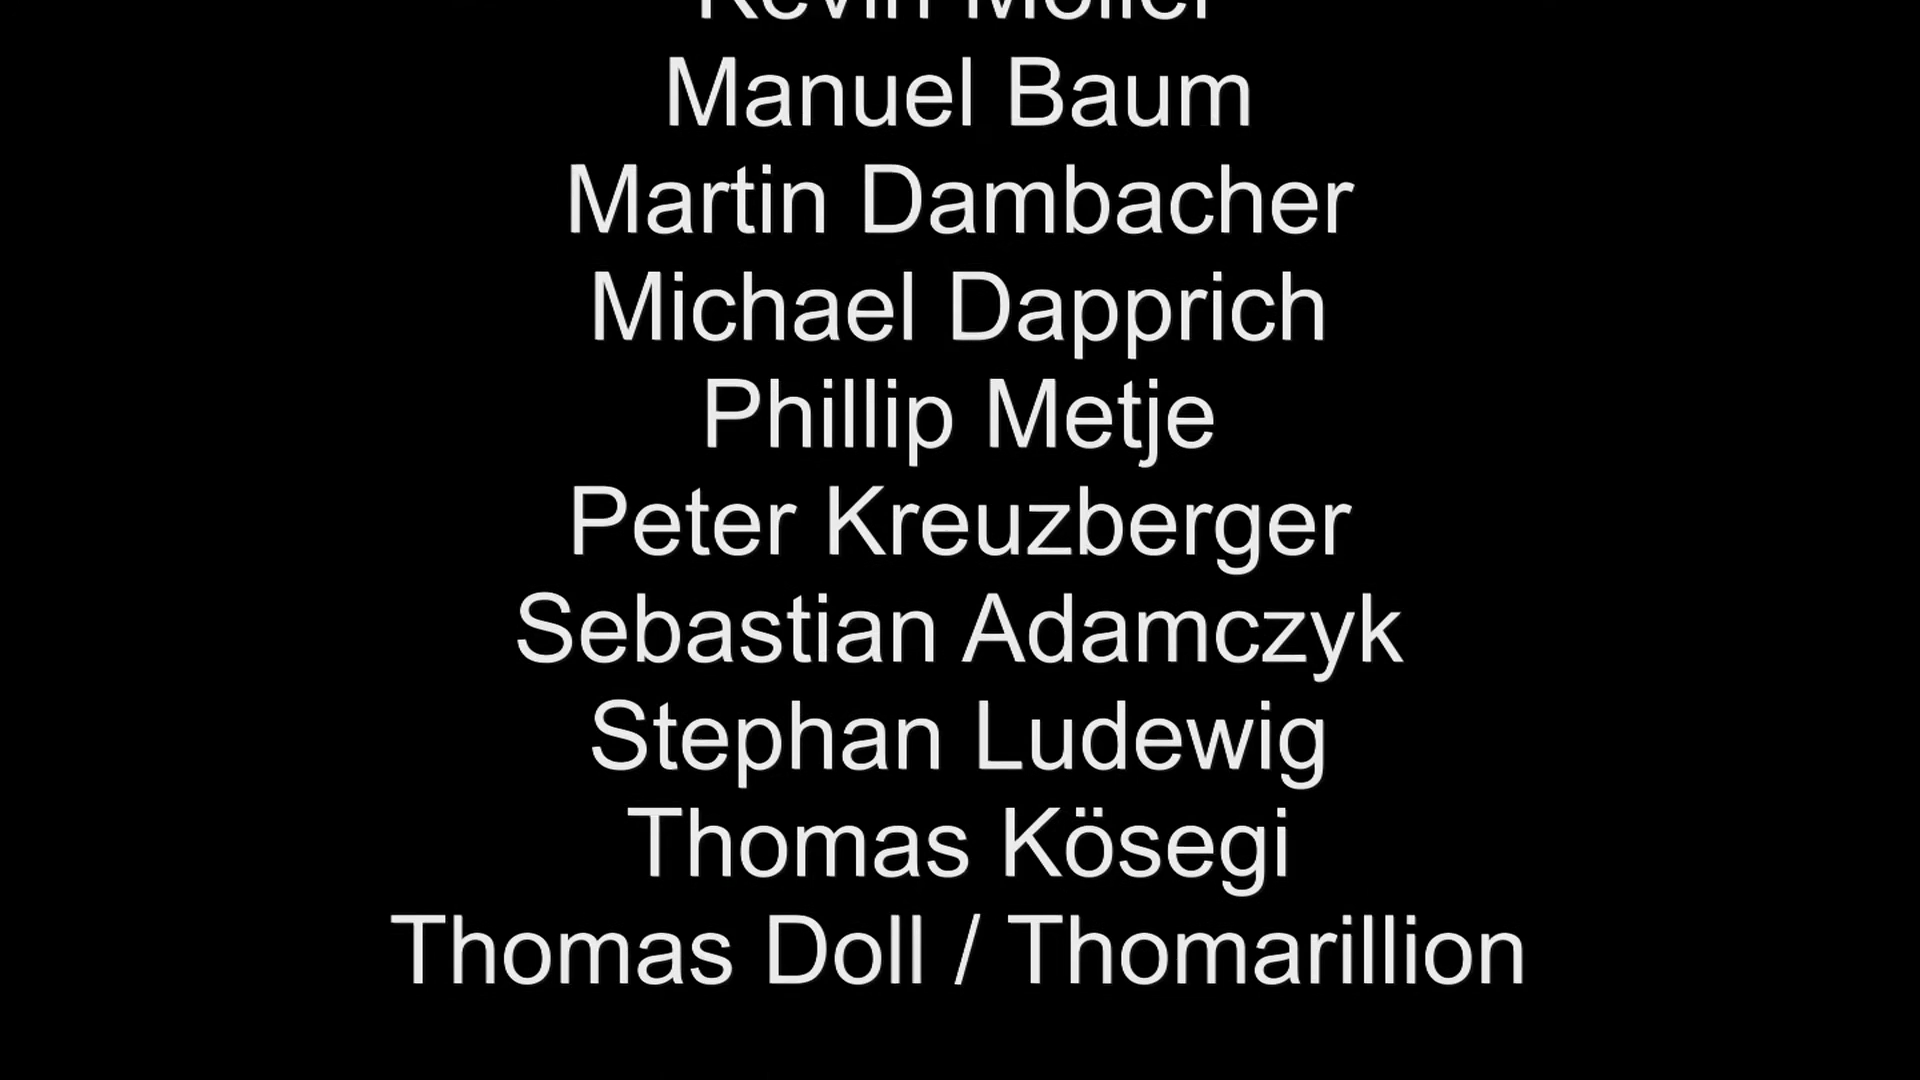 Kevin
Manuel Baum
Martin Dambacher
Michael Dapprich
Phillip Metje
Peter Kreuzberger
Sebastian Adamczyk
Stephan Ludewig
Thomas Kösegi
Thomas Doll / Thomarillion